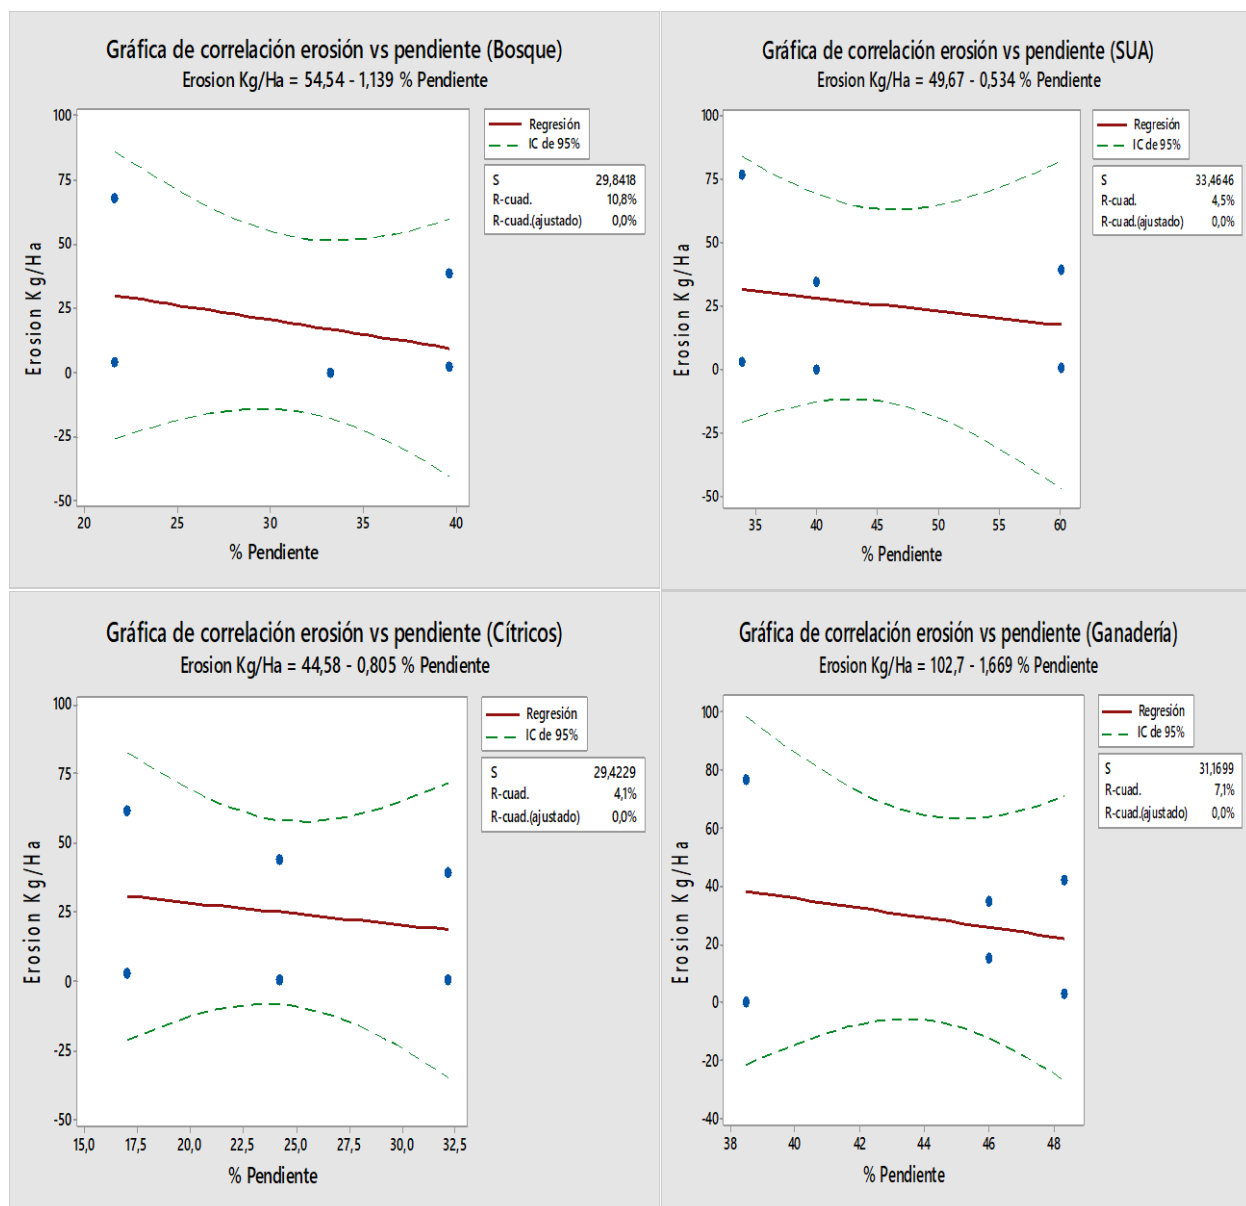 Gráfica de correlación erosión vs pendiente (Bosque)
Erosion Kg/Ha = 54,54 - 1,139 % Pendiente
100
75
50
25
0
-25
-50
Erosion Kg/Ha
20 25 30 35 40
% Pendiente
Regresión
IC de 95%
S 29,8418
R-cuad. 10,8%
R-cuad.(ajustado) 0,0%
Gráfica de correlación erosión vs pendiente (SUA)
Erosion Kg/Ha = 49,67 - 0,534 % Pendiente
100
75
50
25
0
-25
-50
Erosion Kg/Ha
35 40 45 50 55 60
% Pendiente
Regresión
IC de 95%
S 33,4646
R-cuad. 4,5%
R-cuad.(ajustado) 0,0%
Gráfica de correlación erosión vs pendiente (Cítricos)
Erosion Kg/Ha = 44,58 - 0,805 % Pendiente
100
75
50
25
0
-25
-50
Erosion Kg/Ha
15,0 17,5 20,0 22,5 25,0 27,5 30,0 32,5
% Pendiente
Regresión
IC de 95%
S 29,4229
R-cuad. 4,1%
R-cuad.(ajustado) 0,0%
Gráfica de correlación erosión vs pendiente (Ganadería)
Erosion Kg/Ha = 102,7 - 1,669 % Pendiente
100
80
60
40
20
0
-20
-40
Erosion Kg/Ha
38 40 42 44 46 48
% Pendiente
Regresión
IC de 95%
S 31,1699
R-cuad. 7,1%
R-cuad.(ajustado) 0,0%